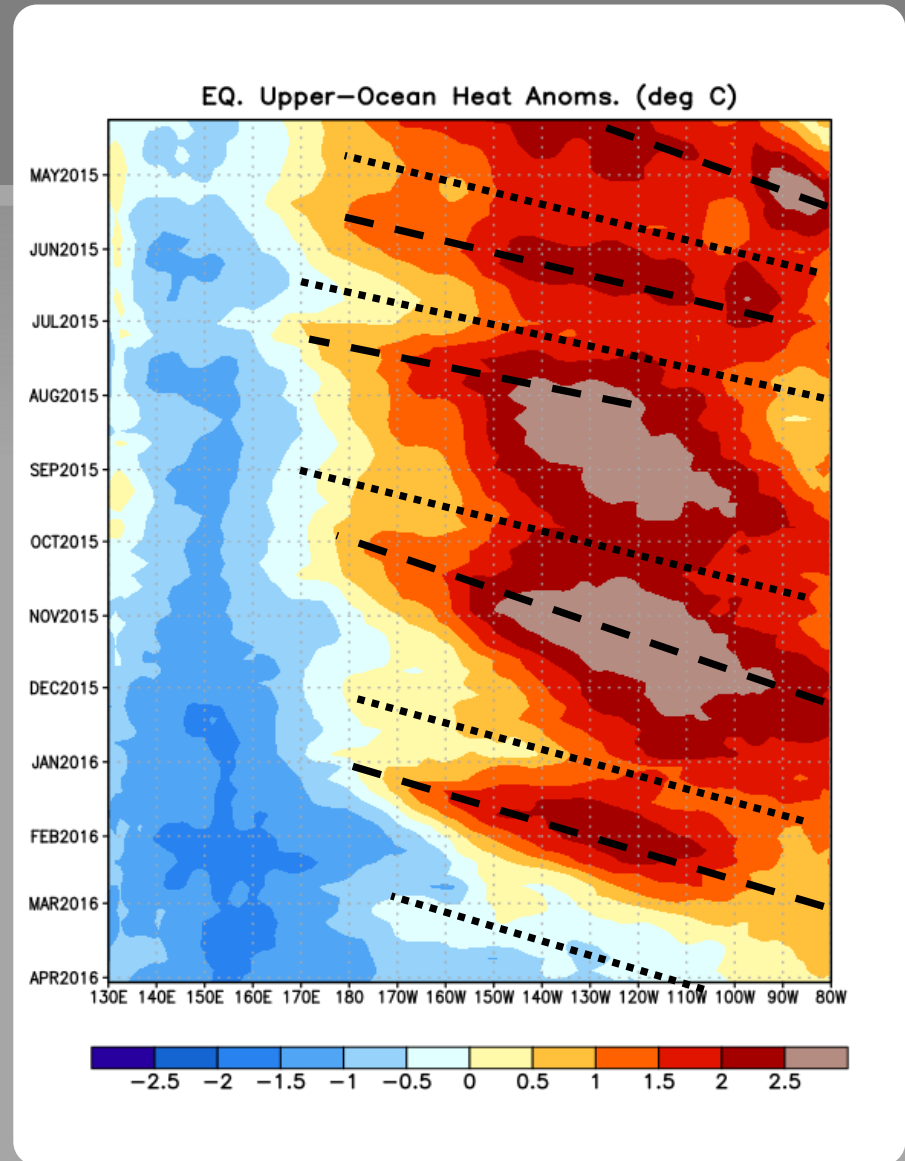 EQ. Upper-Ocean Heat Anoms. (deg C)
MAY2015
JUN2015
JUL2015
AUG2015
SEP2015
OCT2015
NOV2015
DEC2015
JAN2016
FEB2016
MAR2016
APR2016
130E 140E 150E 160E 170E 180 170W 160W 150W 140W 130W 120W 110W 100W 90W 80W
-2.5 -2 -1.5 -1 -0.5 0 0.5 1 1.5 2 2.5